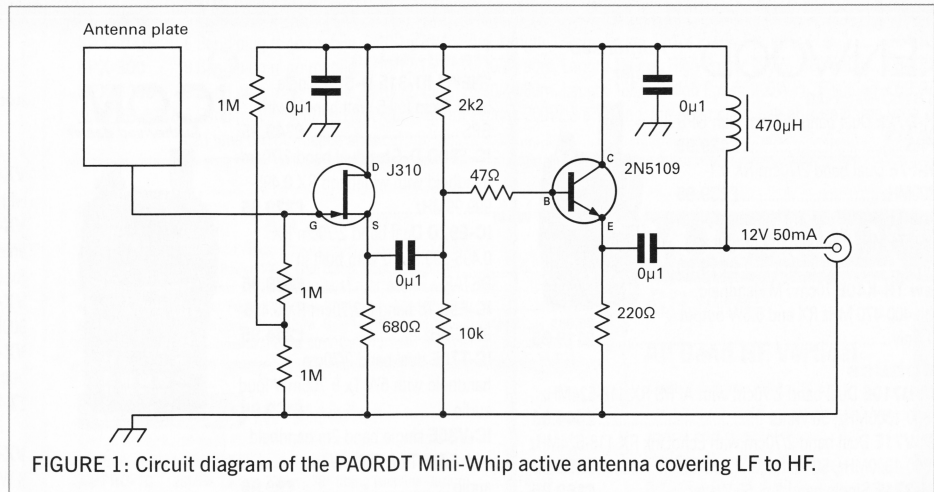 Antenna plate
1M
0µ1
2k2
0µ1
470µH
D
J310
G
S
47Ω
C
2N5109
B
E
12V 50mA
0µ1
0µ1
1M
680Ω
10k
220Ω
1M
FIGURE 1: Circuit diagram of the PA0RDT Mini-Whip active antenna covering LF to HF.